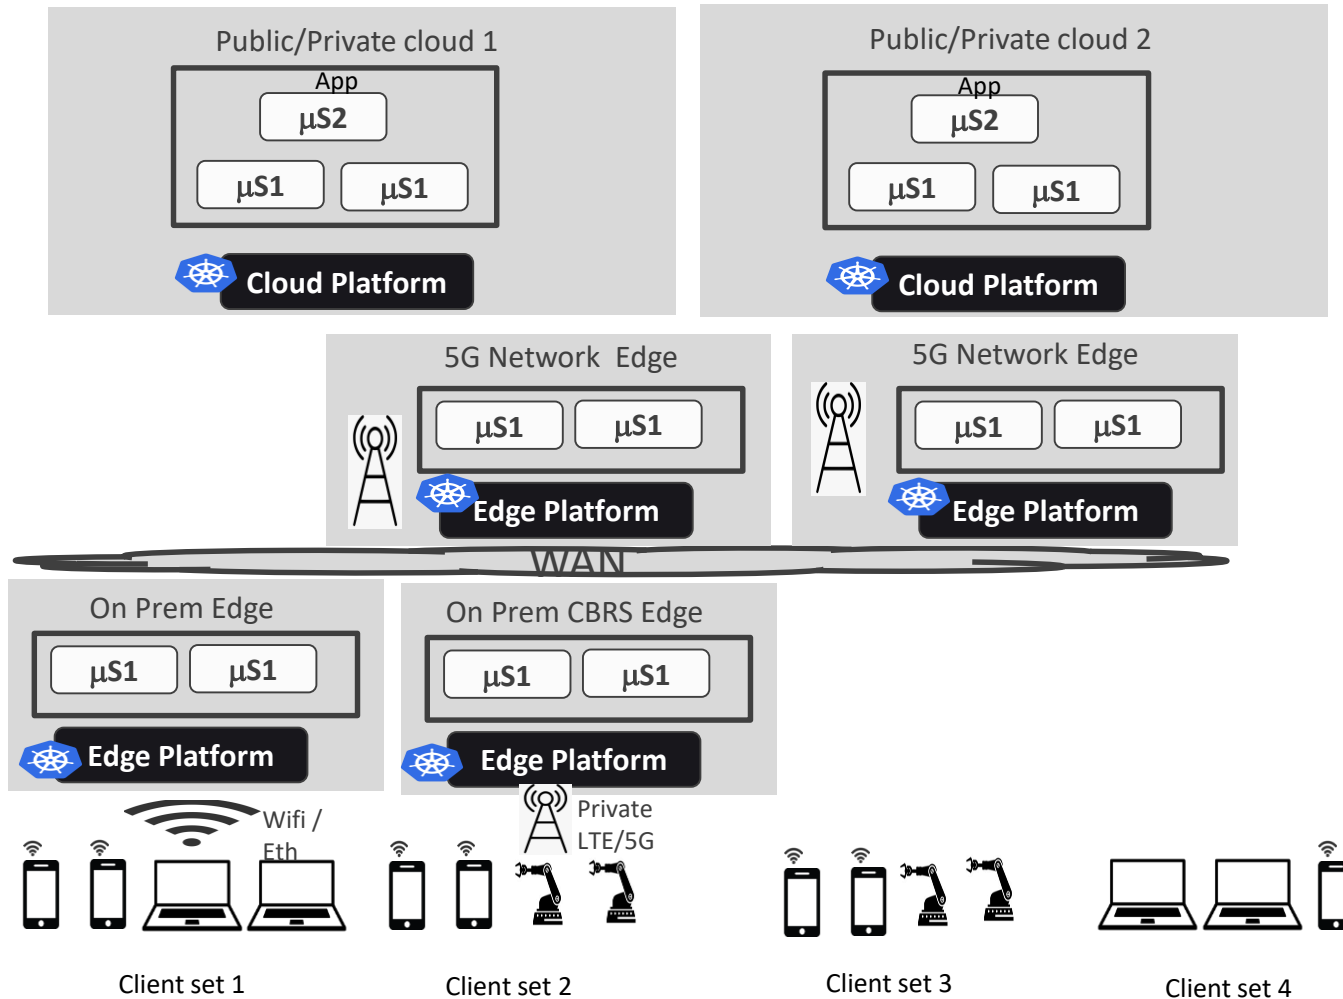 Public/Private cloud 1
App
μS2
μS1 μS1
Cloud Platform
Public/Private cloud 2
App
μS2
μS1 μS1
Cloud Platform
5G Network Edge
μS1 μS1
Edge Platform
5G Network Edge
μS1 μS1
Edge Platform
WAN
On Prem Edge
μS1 μS1
Edge Platform
On Prem CBRS Edge
μS1 μS1
Edge Platform
Wifi /
Eth
Private
LTE/5G
Client set 1
Client set 2
Client set 3
Client set 4